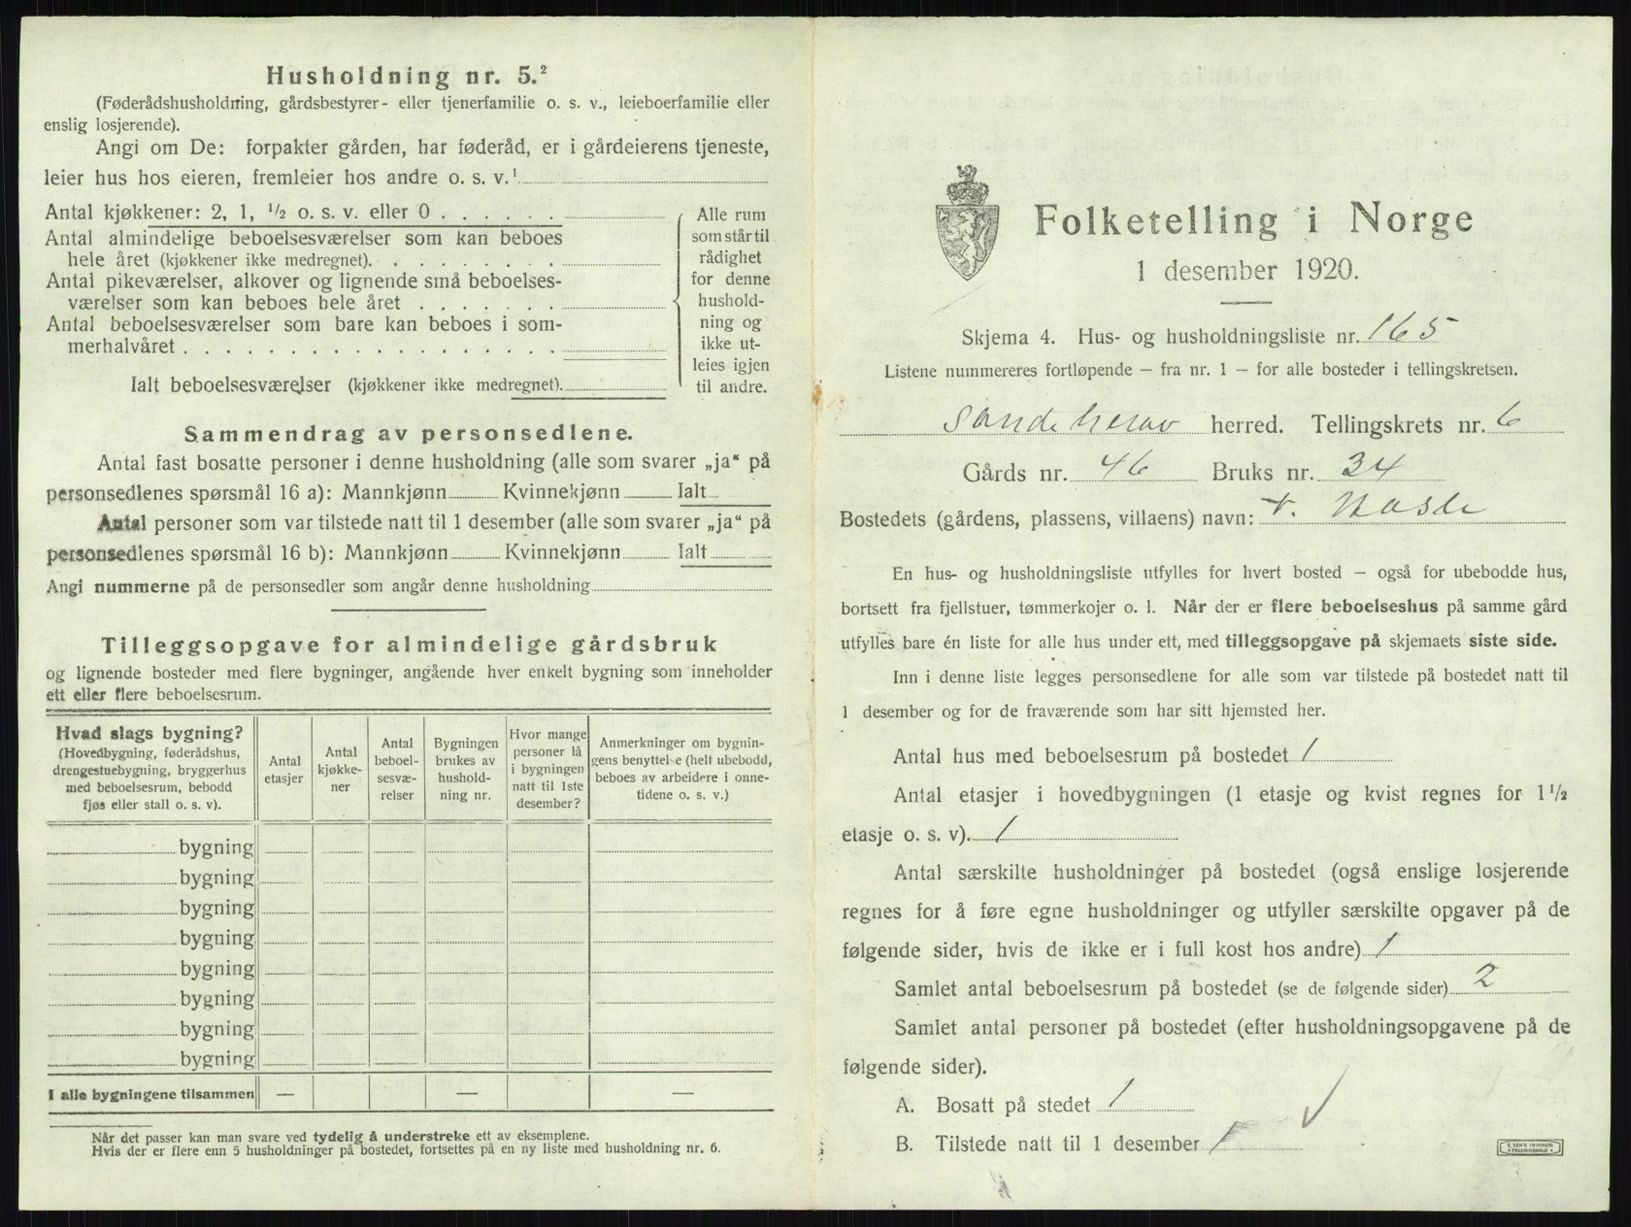 Husholdning nr. 5.²
(Føderådshusholdning, gårdsbestyrer- eller tjenerfamilie o. s. v., leieboerfamilie eller
enslig losjerende).
Angi om De: forpakter gården, har føderåd, er i gårdeierens tjeneste,
leier hus hos eieren, fremleier hos andre o. s. v.¹
Antal kjøkkener: 2, 1, ½ o. s. v. eller 0
Antal almindelige beboelsesværelser som kan beboes
hele året (kjøkkener ikke medregnet).
Antal pikeværelser, alkover og lignende små beboelses-
værelser som kan beboes hele året
Antal beboelsesværelser som bare kan beboes i som-
merhalvåret
Ialt beboelsesværelser (kjøkkener ikke medregnet).
Alle rum
som står til
rådighet
for denne
hushold-
ning og
ikke ut-
leies igjen
til andre.
Sammendrag av personsedlene.
Antal fast bosatte personer i denne husholdning (alle som svarer „ja“ på
personsedlenes spørsmål 16 a): Mannkjønn Kvinnekjønn Ialt
Antal personer som var tilstede natt til 1 desember (alle som svarer „ja“ på
personsedlenes spørsmål 16 b): Mannkjønn Kvinnekjønn Ialt
Angi nummerne på de personsedler som angår denne husholdning
Tilleggsopgave for almindelige gårdsbruk
og lignende bosteder med flere bygninger, angående hver enkelt bygning som inneholder
ett eller flere beboelsesrum.
Hvad slags bygning?
(Hovedbygning, føderådshus,
drengestuebygning, bryggerhus
med beboelsesrum, bebodd
fjøs eller stall o. s. v).
Antal
etasjer
Antal
kjøkke-
ner
Antal
beboel-
sesvæ-
relser
Bygningen
brukes av
hushold-
ning nr.
Hvor mange
personer lå
i bygningen
natt til 1ste
desember?
Anmerkninger om bygnin-
gens benyttelse (helt ubebodd,
beboes av arbeidere i onne-
tidene o. s. v.)
bygning
bygning
bygning
bygning
bygning
bygning
bygning
bygning
I alle bygningene tilsammen — — —
Når det passer kan man svare ved tydelig å understreke ett av eksemplene.
Hvis der er flere enn 5 husholdninger på bostedet, fortsettes på en ny liste med husholdning nr. 6.
Folketelling i Norge
1 desember 1920.
Skjema 4. Hus- og husholdningsliste nr. 165
Listene nummereres fortløpende — fra nr. 1 — for alle bosteder i tellingskretsen.
Sandeherav herred. Tellingskrets nr. 6
Gårds nr. 46 Bruks nr. 34
Bostedets (gårdens, plassens, villaens) navn: v. Hasle
En hus- og husholdningsliste utfylles for hvert bosted — også for ubebodde hus,
bortsett fra fjellstuer, tømmerkojer o. l. Når der er flere beboelseshus på samme gård
utfylles bare én liste for alle hus under ett, med tilleggsopgave på skjemaets siste side.
Inn i denne liste legges personsedlene for alle som var tilstede på bostedet natt til
1 desember og for de fraværende som har sitt hjemsted her.
Antal hus med beboelsesrum på bostedet 1
Antal etasjer i hovedbygningen (1 etasje og kvist regnes for 1½
etasje o. s. v). 1
Antal særskilte husholdninger på bostedet (også enslige losjerende
regnes for å føre egne husholdninger og utfyller særskilte opgaver på de
følgende sider, hvis de ikke er i full kost hos andre) 1
Samlet antal beboelsesrum på bostedet (se de følgende sider) 2
Samlet antal personer på bostedet (efter husholdningsopgavene på de
følgende sider).
A. Bosatt på stedet 1
B. Tilstede natt til 1 desember 1